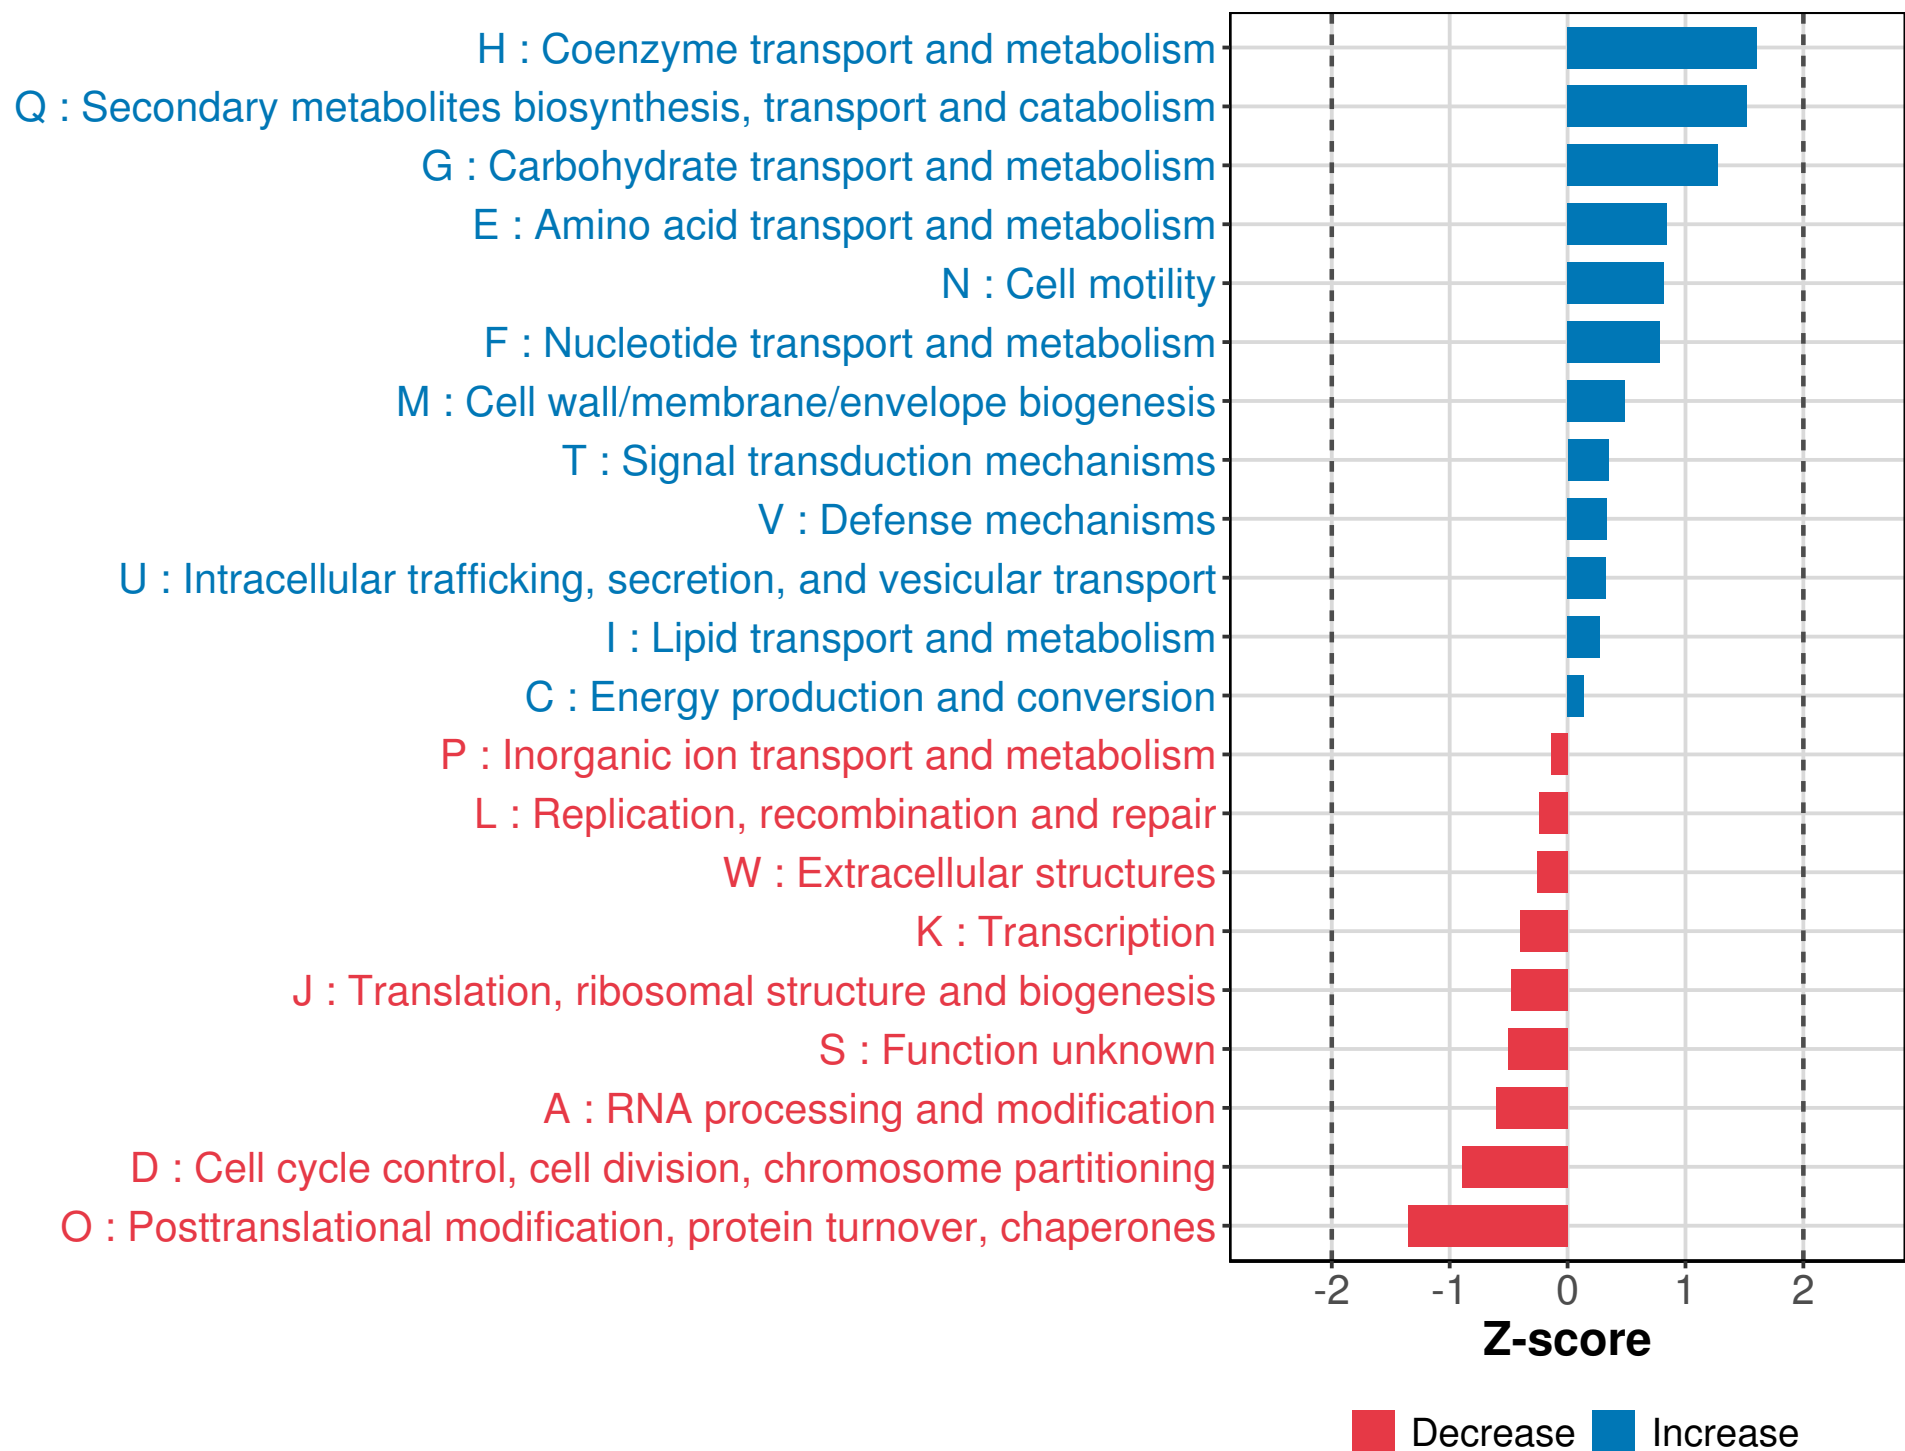 H : Coenzyme transport and metabolism
Q : Secondary metabolites biosynthesis, transport and catabolism
G : Carbohydrate transport and metabolism
E : Amino acid transport and metabolism
N : Cell motility
F : Nucleotide transport and metabolism
M : Cell wall/membrane/envelope biogenesis
T : Signal transduction mechanisms
V : Defense mechanisms
U : Intracellular trafficking, secretion, and vesicular transport
I : Lipid transport and metabolism
C : Energy production and conversion
P : Inorganic ion transport and metabolism
L : Replication, recombination and repair
W : Extracellular structures
K : Transcription
J : Translation, ribosomal structure and biogenesis
S : Function unknown
A : RNA processing and modification
D : Cell cycle control, cell division, chromosome partitioning
O : Posttranslational modification, protein turnover, chaperones
-2 -1 0 1 2
Z-score
Decrease Increase